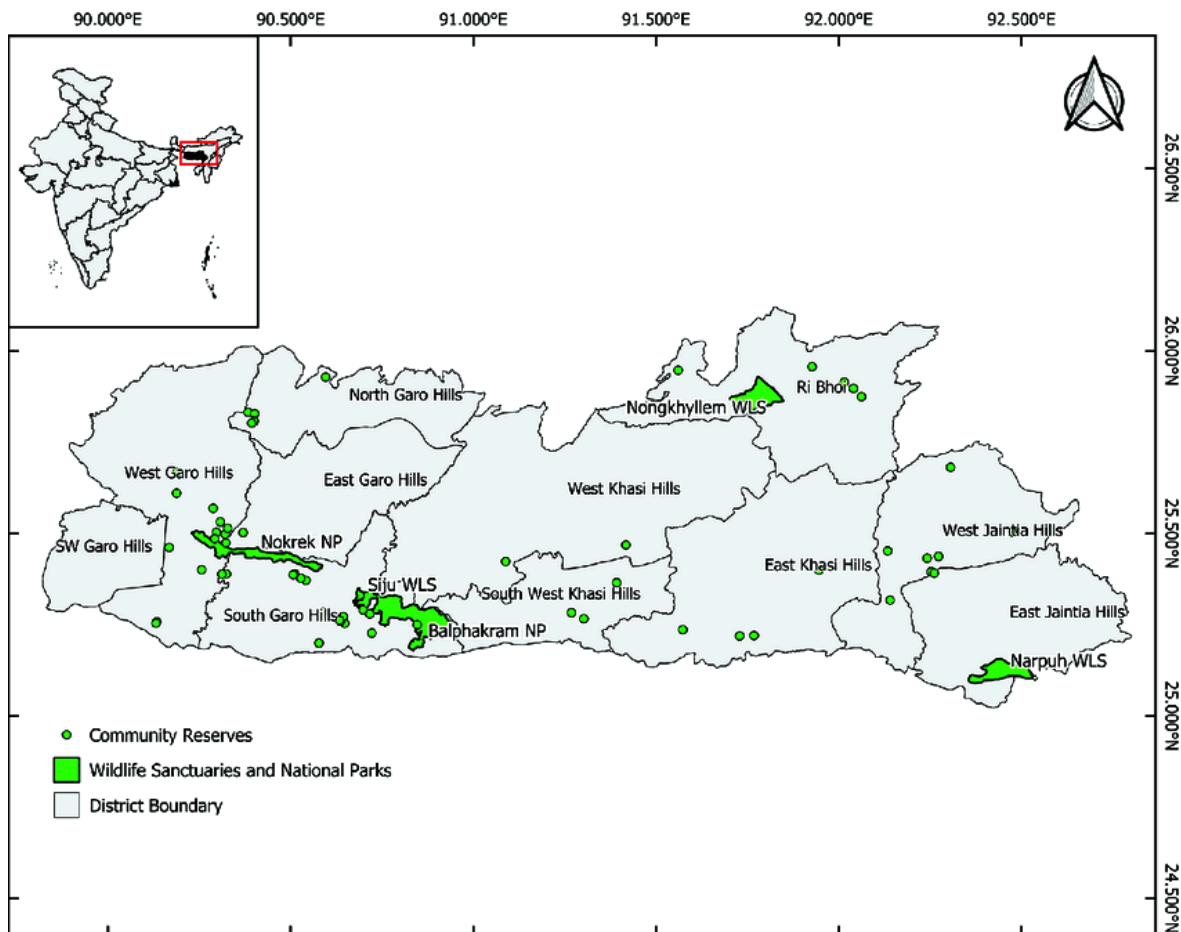 90.000°E 90.500°E 91.000°E 91.500°E 92.000°E 92.500°E
26.500°N
26.000°N
North Garo Hills
Ri Bhoi
Nongkhyllem WLS
West Garo Hills
East Garo Hills
West Khasi Hills
25.500°N
West Jaintia Hills
SW Garo Hills
Nokrek NP
East Khasi Hills
Siju WLS
South West Khasi Hills
South Garo Hills
East Jaintia Hills
Balphakram NP
Narpuh WLS
25.000°N
Community Reserves
Wildlife Sanctuaries and National Parks
District Boundary
24.500°N